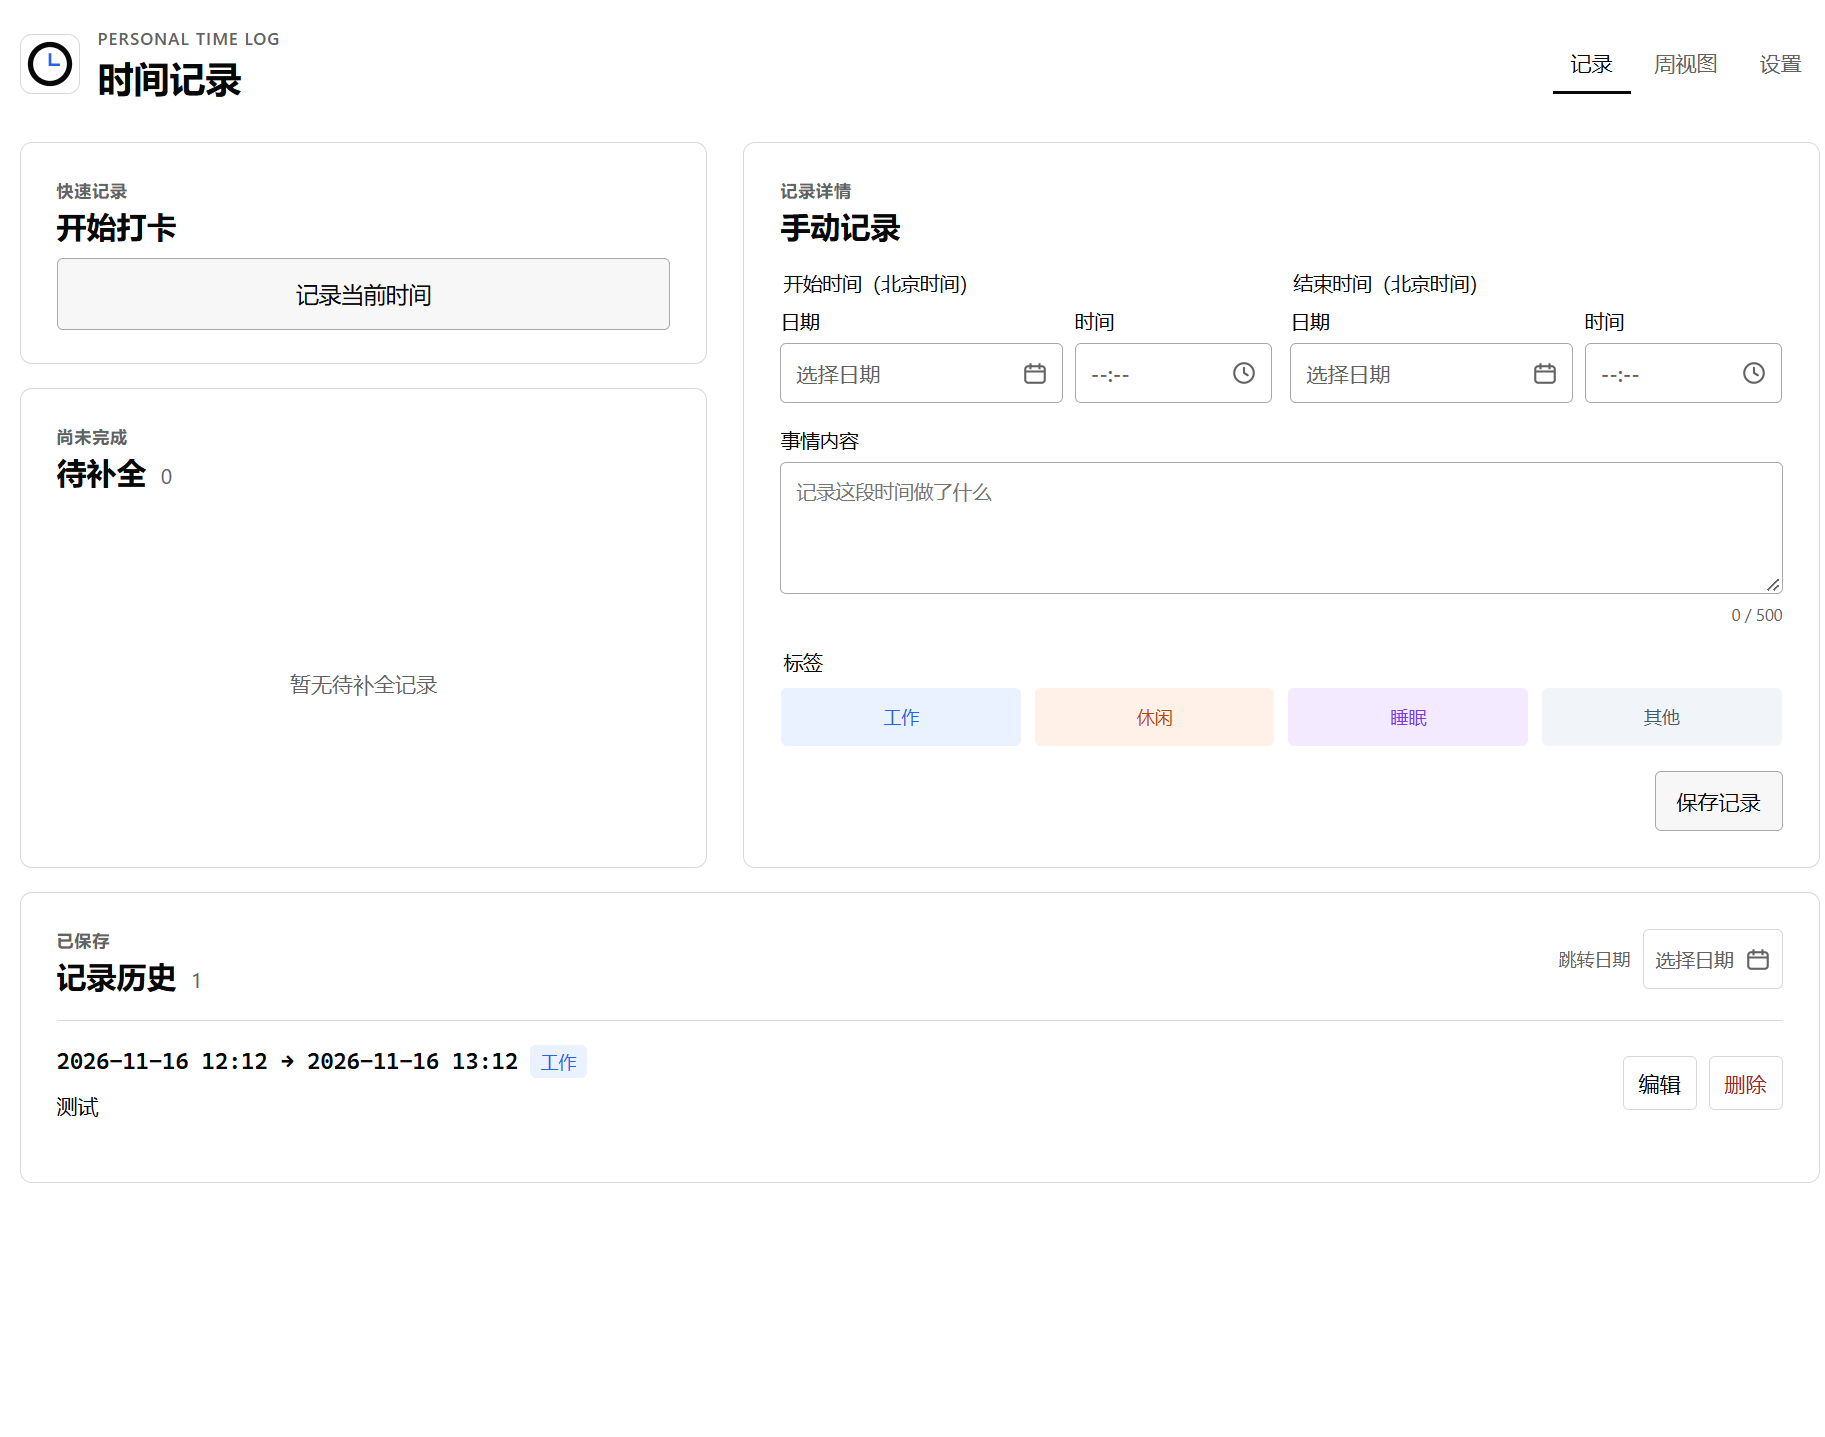 PERSONAL TIME LOG
时间记录
记录 周视图 设置
快速记录
开始打卡
记录当前时间
尚未完成
待补全 0
暂无待补全记录
记录详情
手动记录
开始时间（北京时间） 结束时间（北京时间）
日期 时间 日期 时间
选择日期 --:-- 选择日期 --:--
事情内容
记录这段时间做了什么
0 / 500
标签
工作 休闲 睡眠 其他
保存记录
已保存
记录历史 1
跳转日期 选择日期
2026-11-16 12:12 → 2026-11-16 13:12 工作
测试
编辑 删除